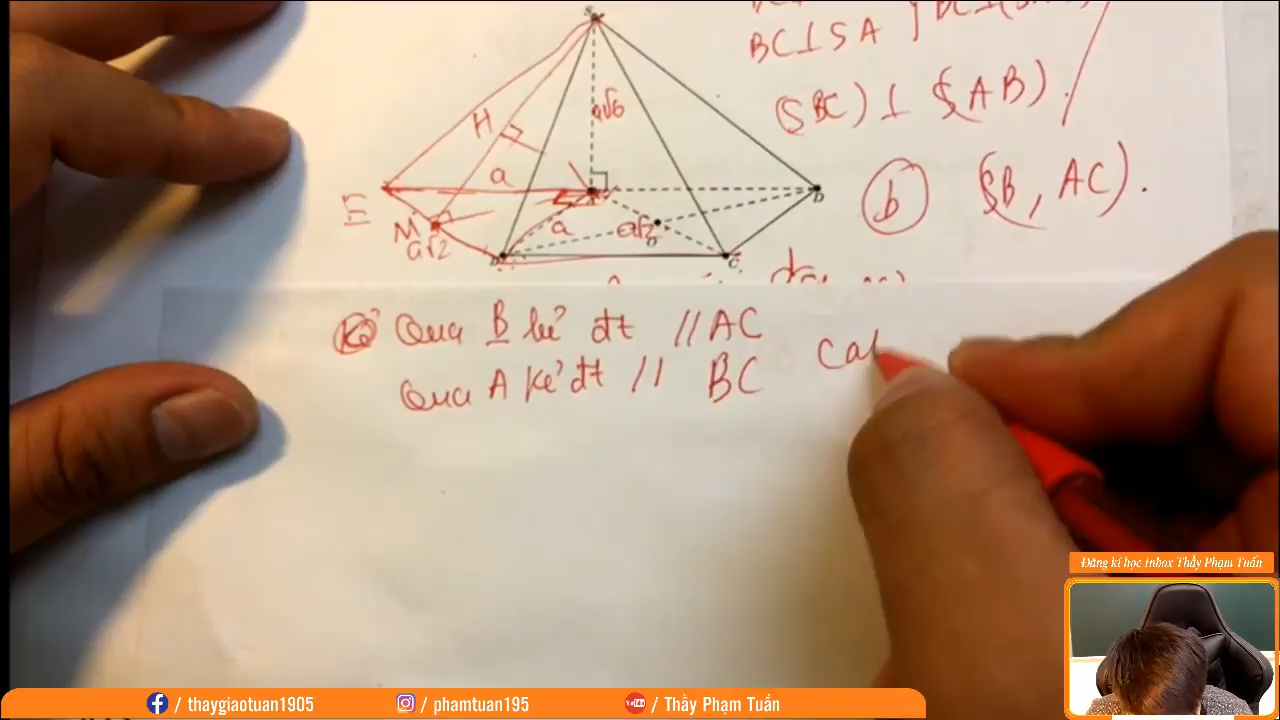 BC⊥SA
(SBC) ⊥ (SAB).
b (SB, AC).
S
H
a√6
E
a
M
a√2
a
a√2
O
D
C
Kẻ Qua B kẻ đt // AC
Qua A kẻ đt // BC
Cat
Đăng kí học Inbox Thầy Phạm Tuấn
/ thaygiaotuan1905
/ phamtuan195
/ Thầy Phạm Tuấn